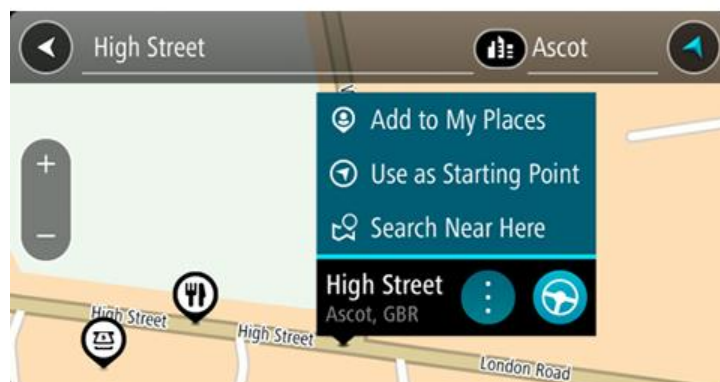 High Street
Ascot
Add to My Places
Use as Starting Point
Search Near Here
High Street
Ascot, GBR
High Street
High Street
London Road